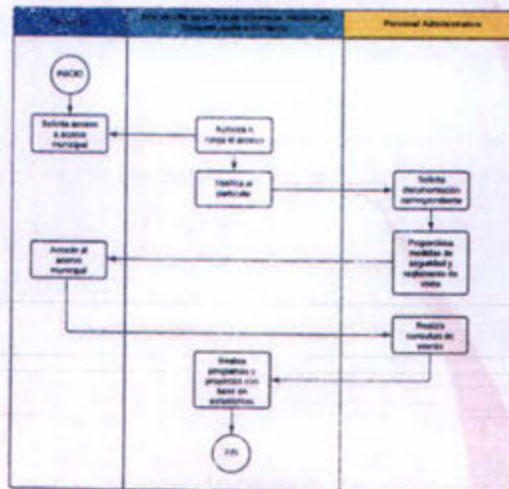 Personal Administrativo
INICIO
Solicita acceso
a acervo
municipal
Autoriza o
niega el acceso
Notifica al
particular
Solicita
documentación
correspondiente
Accede al
acervo
municipal
Proporciona
medidas de
seguridad y
reglamento de
visita
Realiza
consultas de
interés
Realiza
programas y
proyectos con
base en
estadísticas
FIN